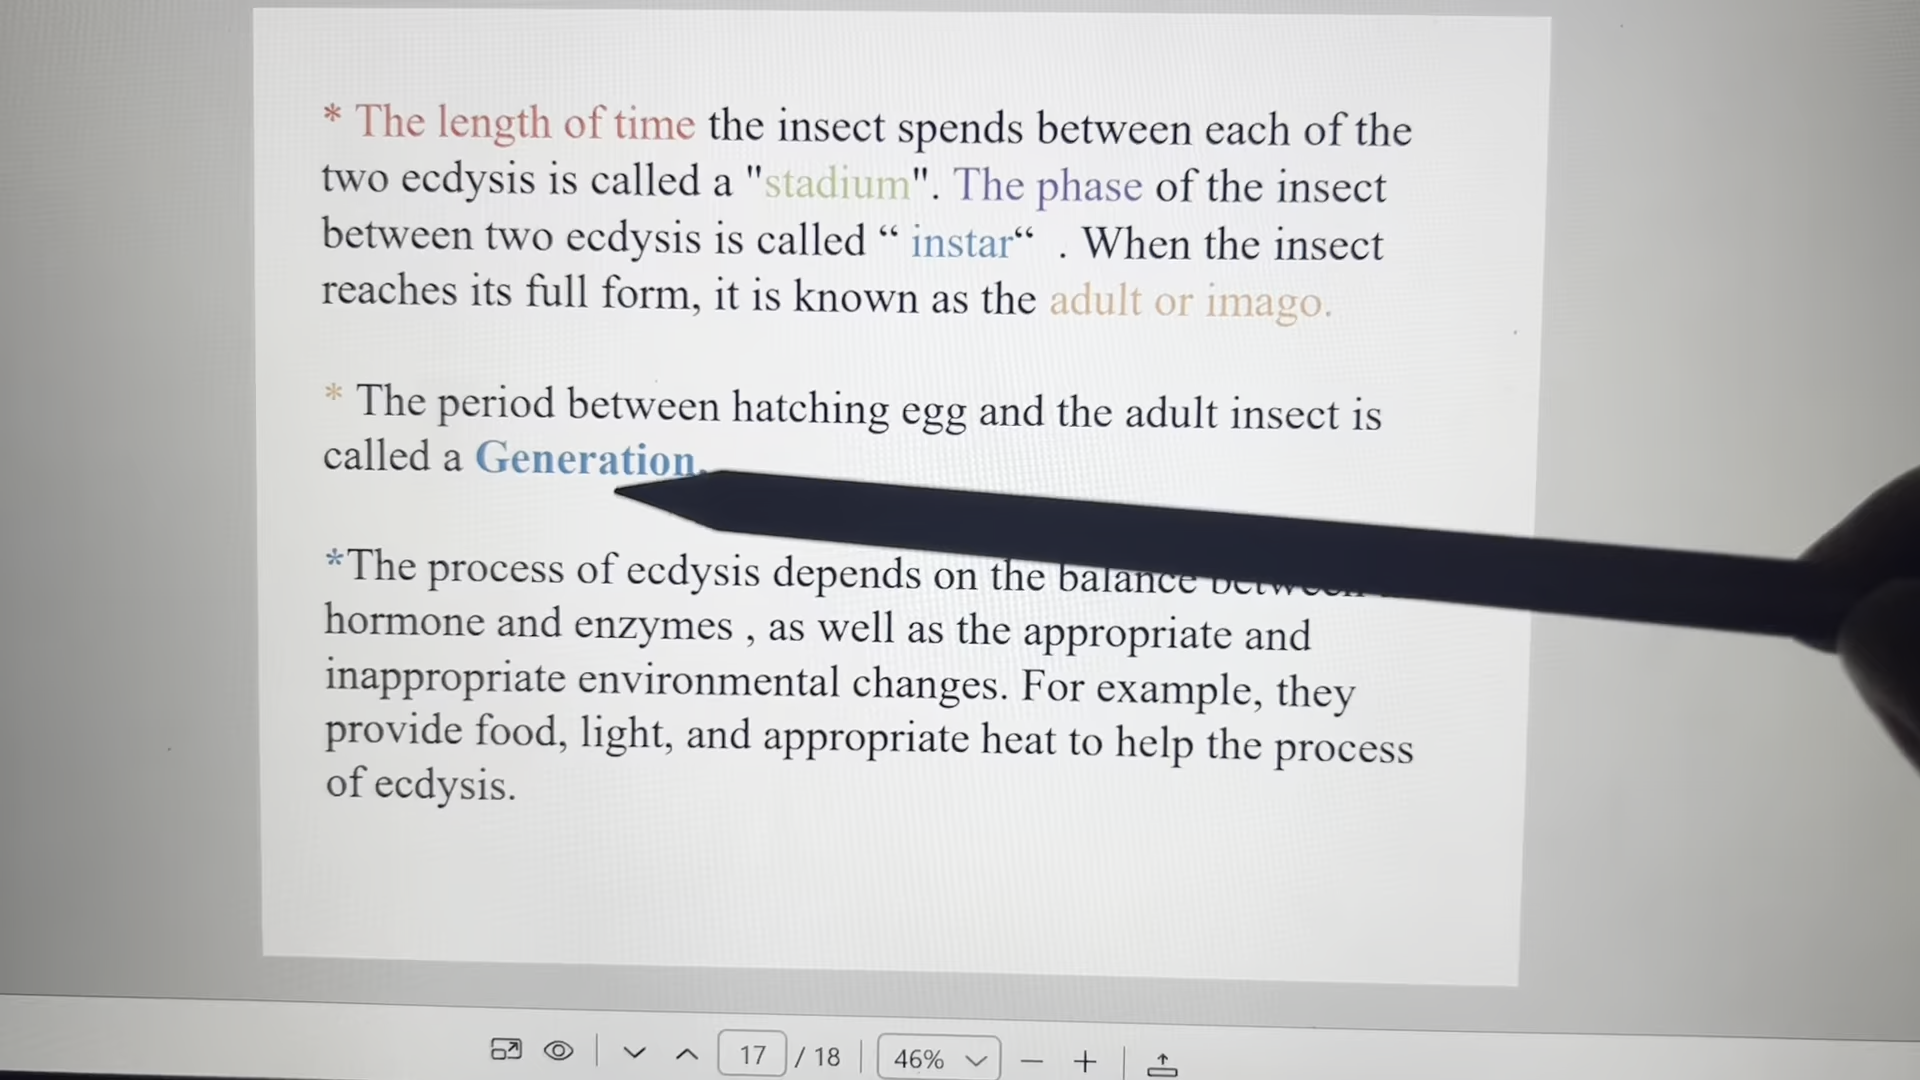 * The length of time the insect spends between each of the
two ecdysis is called a "stadium". The phase of the insect
between two ecdysis is called “ instar“ . When the insect
reaches its full form, it is known as the adult or imago.
* The period between hatching egg and the adult insect is
called a Generation.
*The process of ecdysis depends on the balance between
hormone and enzymes , as well as the appropriate and
inappropriate environmental changes. For example, they
provide food, light, and appropriate heat to help the process
of ecdysis.
17 / 18 46%